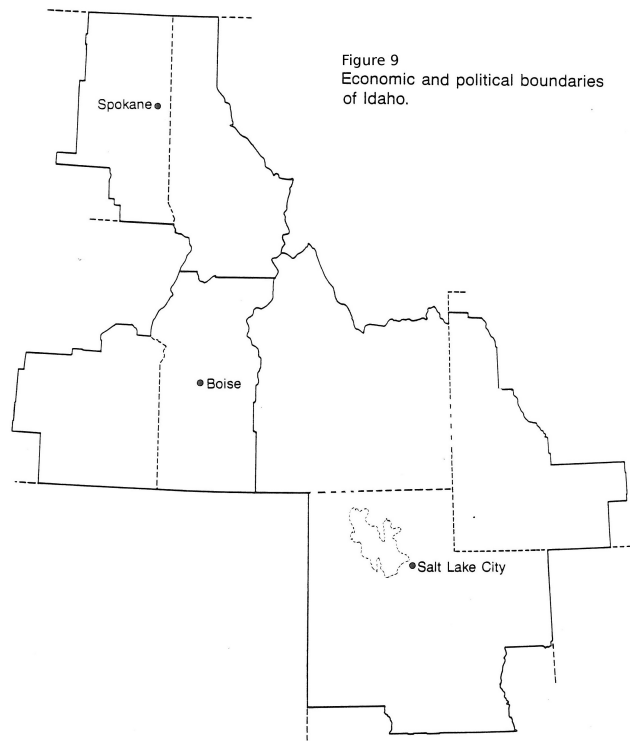 Figure 9
Economic and political boundaries
of Idaho.
Spokane
Boise
Salt Lake City